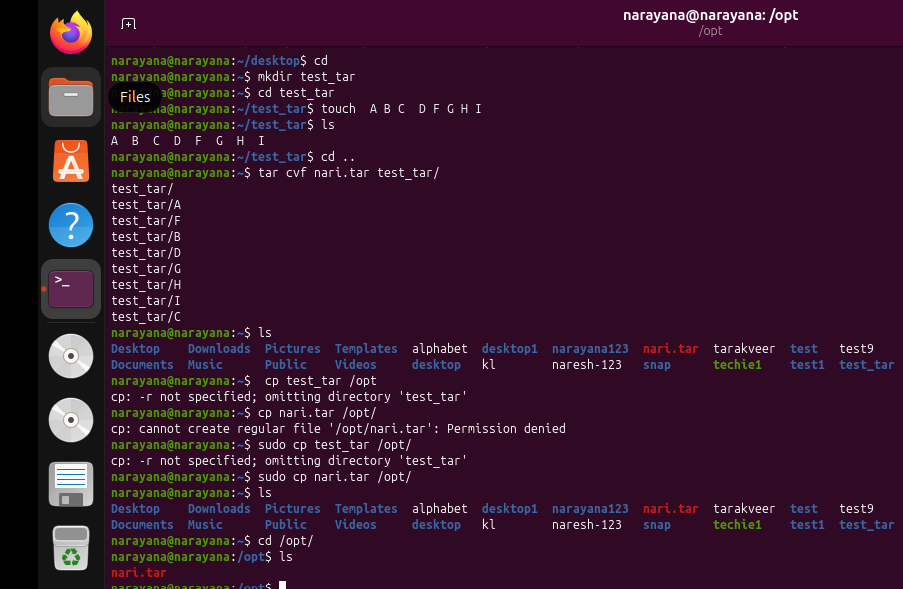 narayana@narayana: /opt
/opt
narayana@narayana:~/desktop$ cd
narayana@narayana:~$ mkdir test_tar
narayana@narayana:~$ cd test_tar
Files
narayana@narayana:~/test_tar$ touch  A B C  D F G H I
narayana@narayana:~/test_tar$ ls
A  B  C  D  F  G  H  I
narayana@narayana:~/test_tar$ cd ..
narayana@narayana:~$ tar cvf nari.tar test_tar/
test_tar/
test_tar/A
test_tar/F
test_tar/B
test_tar/D
test_tar/G
test_tar/H
test_tar/I
test_tar/C
narayana@narayana:~$ ls
Desktop    Downloads  Pictures  Templates  alphabet  desktop1  narayana123  nari.tar  tarakveer  test   test9
Documents  Music      Public    Videos     desktop   kl        naresh-123   snap      techie1    test1  test_tar
narayana@narayana:~$  cp test_tar /opt
cp: -r not specified; omitting directory 'test_tar'
narayana@narayana:~$ cp nari.tar /opt/
cp: cannot create regular file '/opt/nari.tar': Permission denied
narayana@narayana:~$ sudo cp test_tar /opt/
cp: -r not specified; omitting directory 'test_tar'
narayana@narayana:~$ sudo cp nari.tar /opt/
narayana@narayana:~$ ls
Desktop    Downloads  Pictures  Templates  alphabet  desktop1  narayana123  nari.tar  tarakveer  test   test9
Documents  Music      Public    Videos     desktop   kl        naresh-123   snap      techie1    test1  test_tar
narayana@narayana:~$ cd /opt/
narayana@narayana:/opt$ ls
nari.tar
narayana@narayana:/opt$